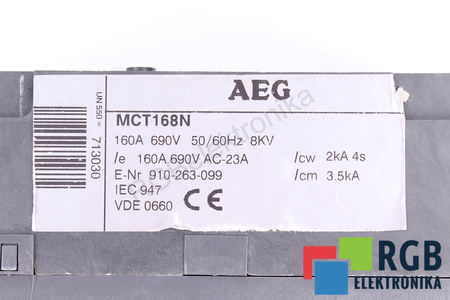 AEG
UN 550 = 713030
MCT168N
160A 690V 50/60Hz 8KV
Ie 160A 690V AC-23A Icw 2kA 4s
E-Nr 910-263-099 Icm 3.5kA
IEC 947
VDE 0660 CE
RGB
ELEKTRONIKA